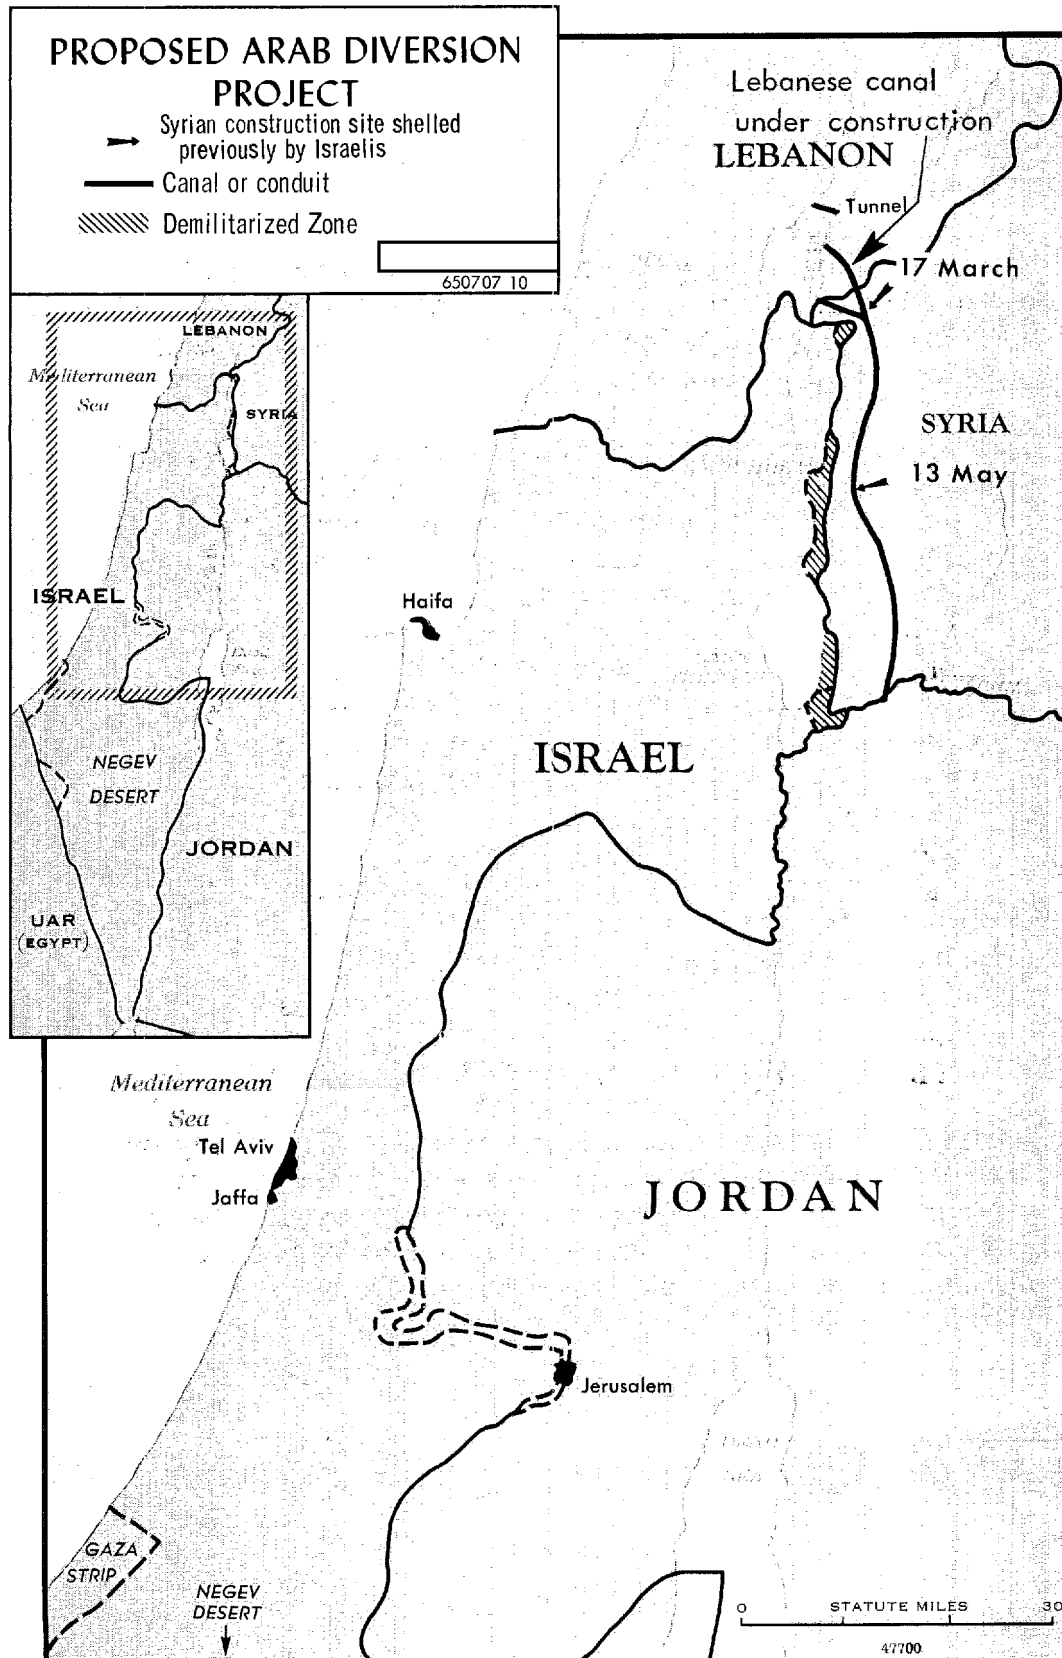 PROPOSED ARAB DIVERSION
PROJECT
Syrian construction site shelled
previously by Israelis
Canal or conduit
Demilitarized Zone
650707 10
LEBANON
Mediterranean
Sea
SYRIA
ISRAEL
NEGEV
DESERT
JORDAN
UAR
(EGYPT)
Lebanese canal
under construction
LEBANON
Tunnel
17 March
SYRIA
13 May
Haifa
ISRAEL
Mediterranean
Sea
Tel Aviv
Jaffa
JORDAN
Jerusalem
GAZA
STRIP
NEGEV
DESERT
0 STATUTE MILES 30
47700